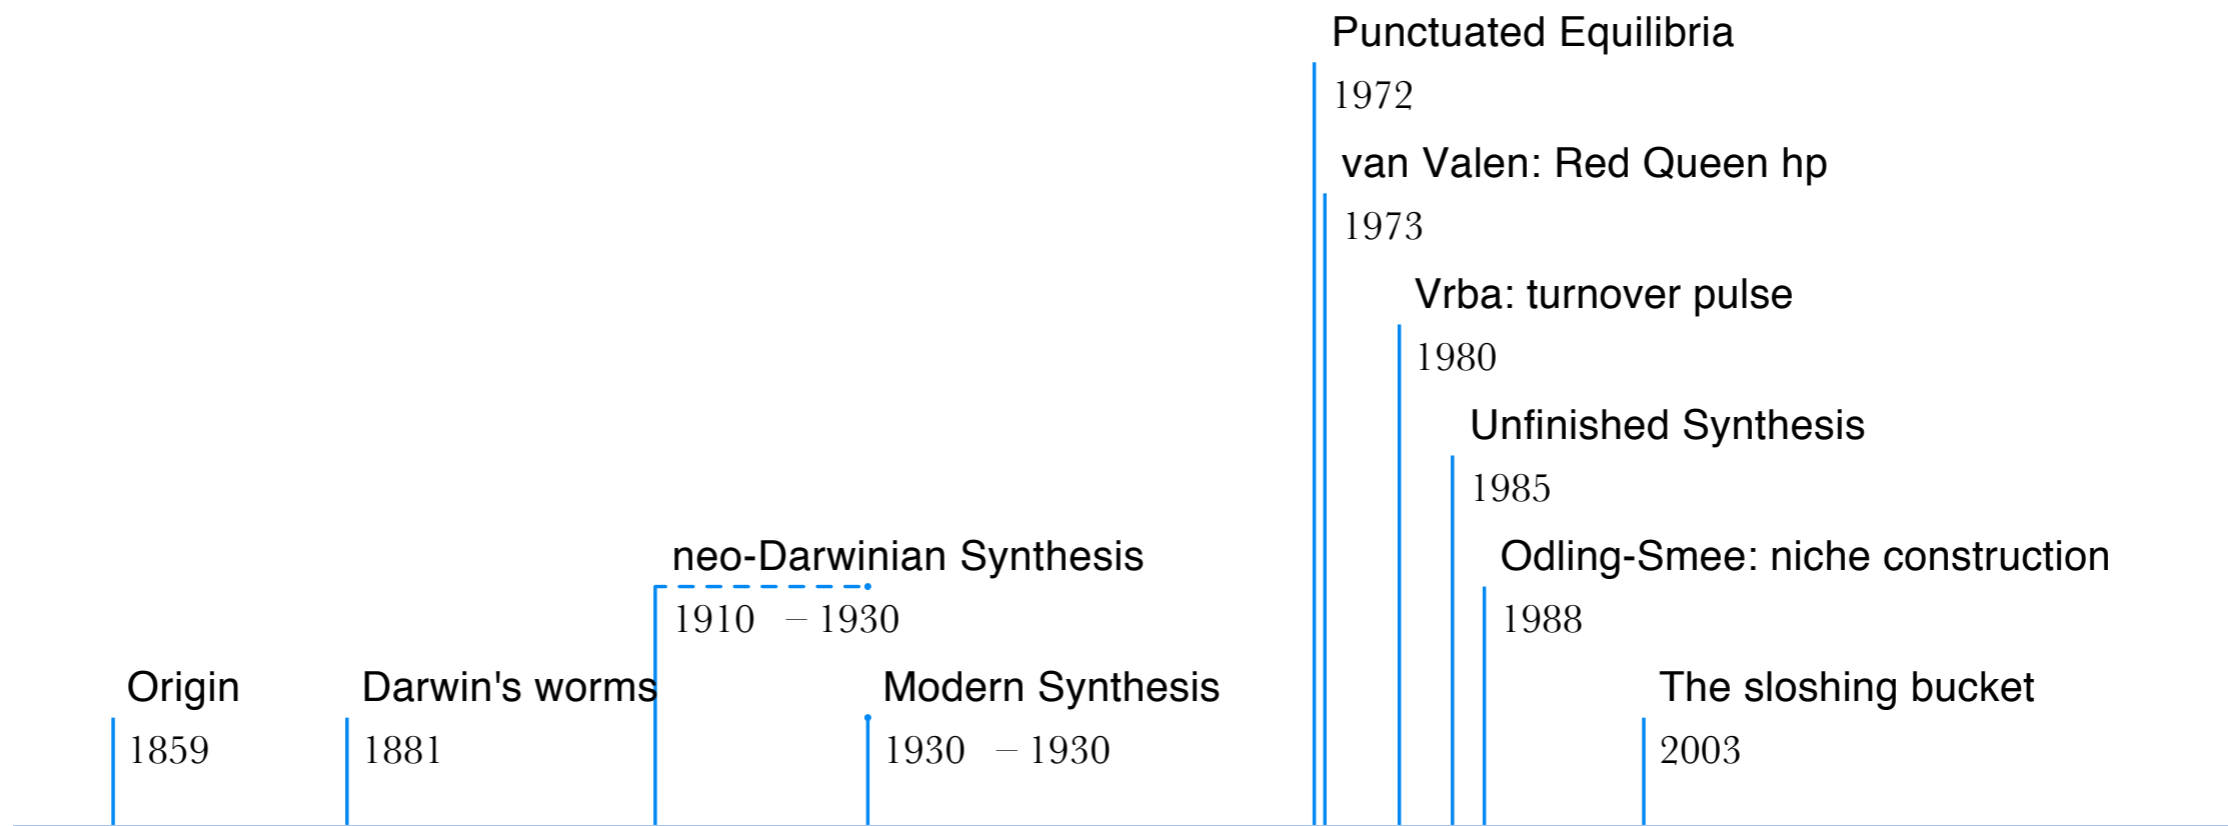 Punctuated Equilibria
1972
van Valen: Red Queen hp
1973
Vrba: turnover pulse
1980
Unfinished Synthesis
1985
neo-Darwinian Synthesis
1910 – 1930
Odling-Smee: niche construction
1988
Origin
1859
Darwin's worms
1881
Modern Synthesis
1930 – 1930
The sloshing bucket
2003